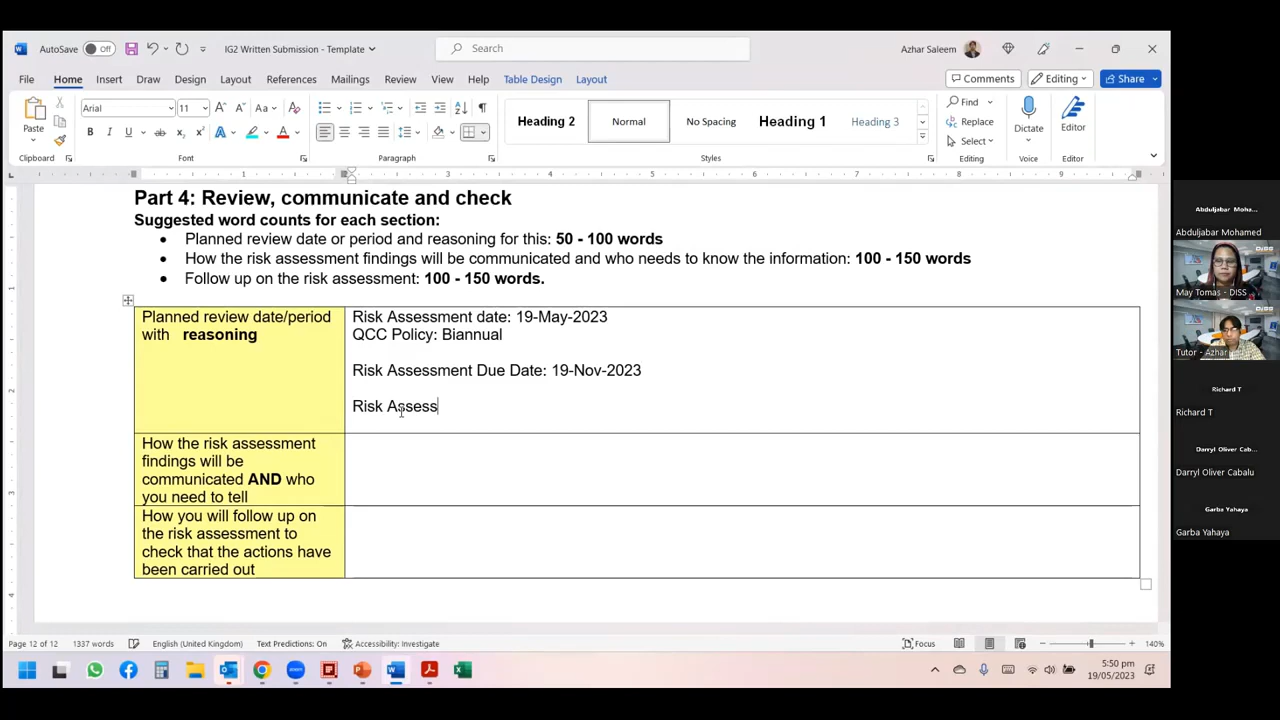 AutoSave Off IG2 Written Submission - Template Search Azhar Saleem
File Home Insert Draw Design Layout References Mailings Review View Help Table Design Layout Comments Editing Share
Paste Arial 11 Aa Heading 2 Normal No Spacing Heading 1 Heading 3 Find Replace Select Dictate Editor
Clipboard Font Paragraph Styles Editing Voice Editor
Part 4: Review, communicate and check
Suggested word counts for each section:
• Planned review date or period and reasoning for this: 50 - 100 words
• How the risk assessment findings will be communicated and who needs to know the information: 100 - 150 words
• Follow up on the risk assessment: 100 - 150 words.
Planned review date/period
with reasoning
Risk Assessment date: 19-May-2023
QCC Policy: Biannual
Risk Assessment Due Date: 19-Nov-2023
Risk Assess
How the risk assessment
findings will be
communicated AND who
you need to tell
How you will follow up on
the risk assessment to
check that the actions have
been carried out
Page 12 of 12 1337 words English (United Kingdom) Text Predictions: On Accessibility: Investigate Focus 140%
5:50 pm
19/05/2023
Abduljabar Moha...
Abduljabar Mohamed
May Tomas - DISS
Tutor - Azhar
Richard T
Richard T
Darryl Oliver Cab...
Darryl Oliver Cabalu
Garba Yahaya
Garba Yahaya